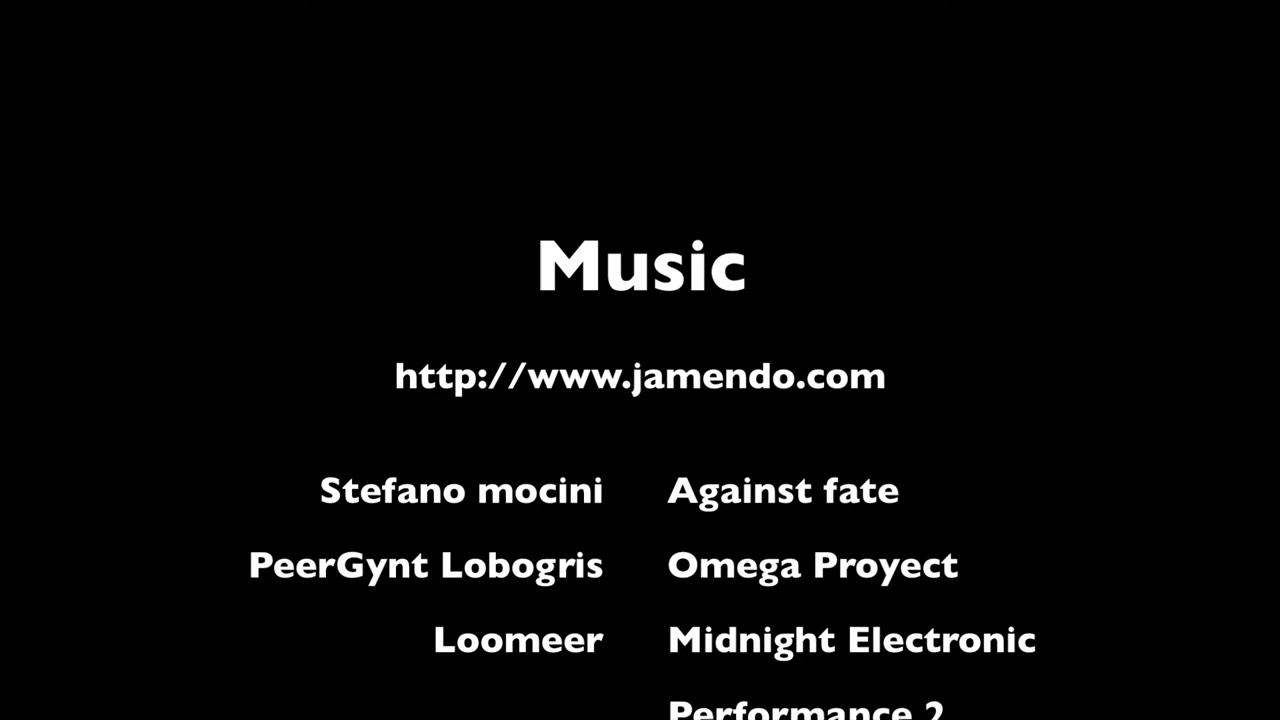 Music
http://www.jamendo.com
Stefano mocini Against fate
PeerGynt Lobogris Omega Proyect
Loomeer Midnight Electronic
Performance 2